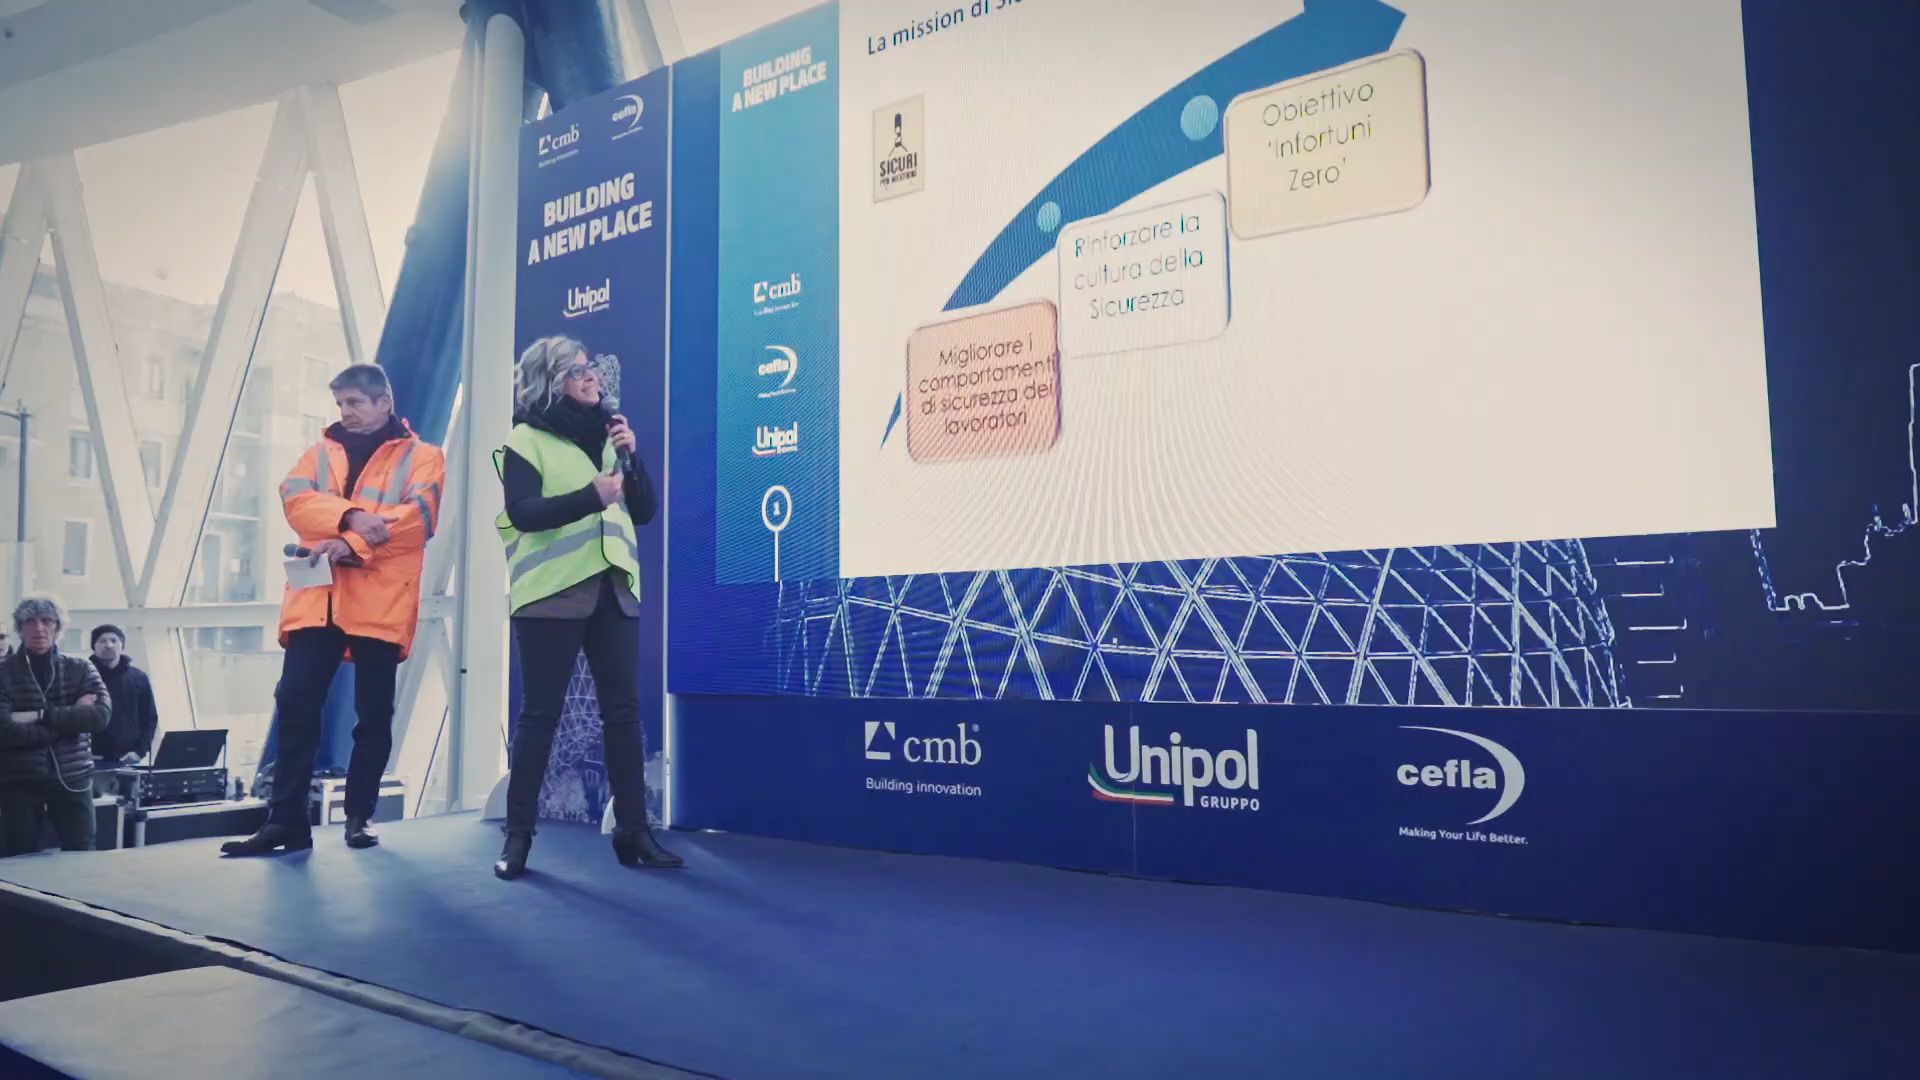 La mission di
SICURI
Obiettivo
'Infortuni
Zero'
Rinforzare la
cultura della
Sicurezza
Migliorare i
comportamenti
di sicurezza dei
lavoratori
BUILDING
A NEW PLACE
cmb
cefla
Unipol
1
cmb
Building innovation
cefla
BUILDING
A NEW PLACE
Unipol
cmb
Building innovation
Unipol
GRUPPO
cefla
Making Your Life Better.